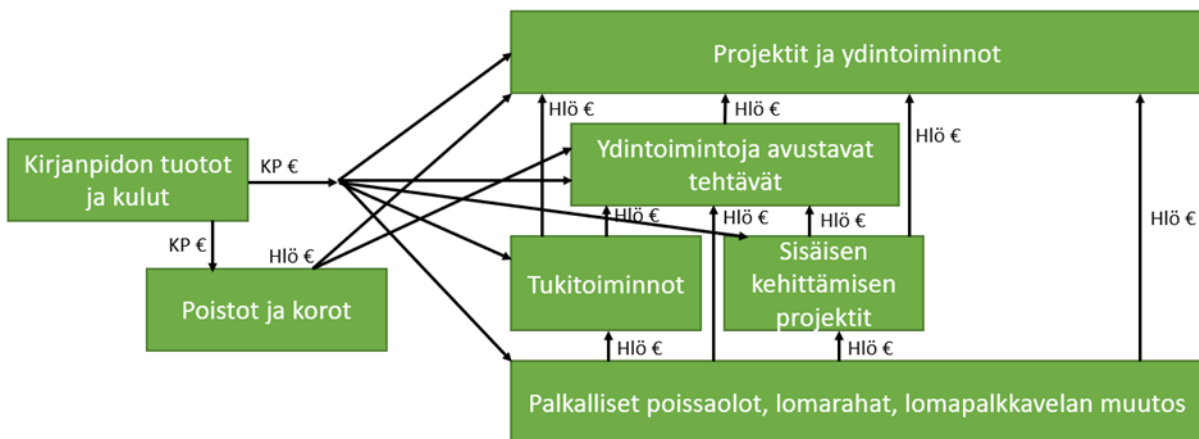 Projektit ja ydintoiminnot
Hlö €
Hlö €
Hlö €
Hlö €
Kirjanpidon tuotot
ja kulut
KP €
KP €
Ydintoimintoja avustavat
tehtävät
Hlö €
Hlö €
Hlö €
Hlö €
Poistot ja korot
Tukitoiminnot
Sisäisen
kehittämisen
projektit
Hlö €
Hlö €
Palkalliset poissaolot, lomarahat, lomapalkkavelan muutos